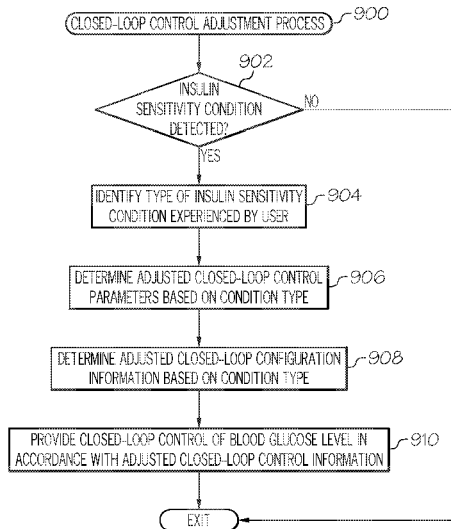 CLOSED-LOOP CONTROL ADJUSTMENT PROCESS
900
902
INSULIN
SENSITIVITY CONDITION
DETECTED?
NO
YES
IDENTIFY TYPE OF INSULIN SENSITIVITY
CONDITION EXPERIENCED BY USER
904
DETERMINE ADJUSTED CLOSED-LOOP CONTROL
PARAMETERS BASED ON CONDITION TYPE
906
DETERMINE ADJUSTED CLOSED-LOOP CONFIGURATION
INFORMATION BASED ON CONDITION TYPE
908
PROVIDE CLOSED-LOOP CONTROL OF BLOOD GLUCOSE LEVEL IN
ACCORDANCE WITH ADJUSTED CLOSED-LOOP CONTROL INFORMATION
910
EXIT